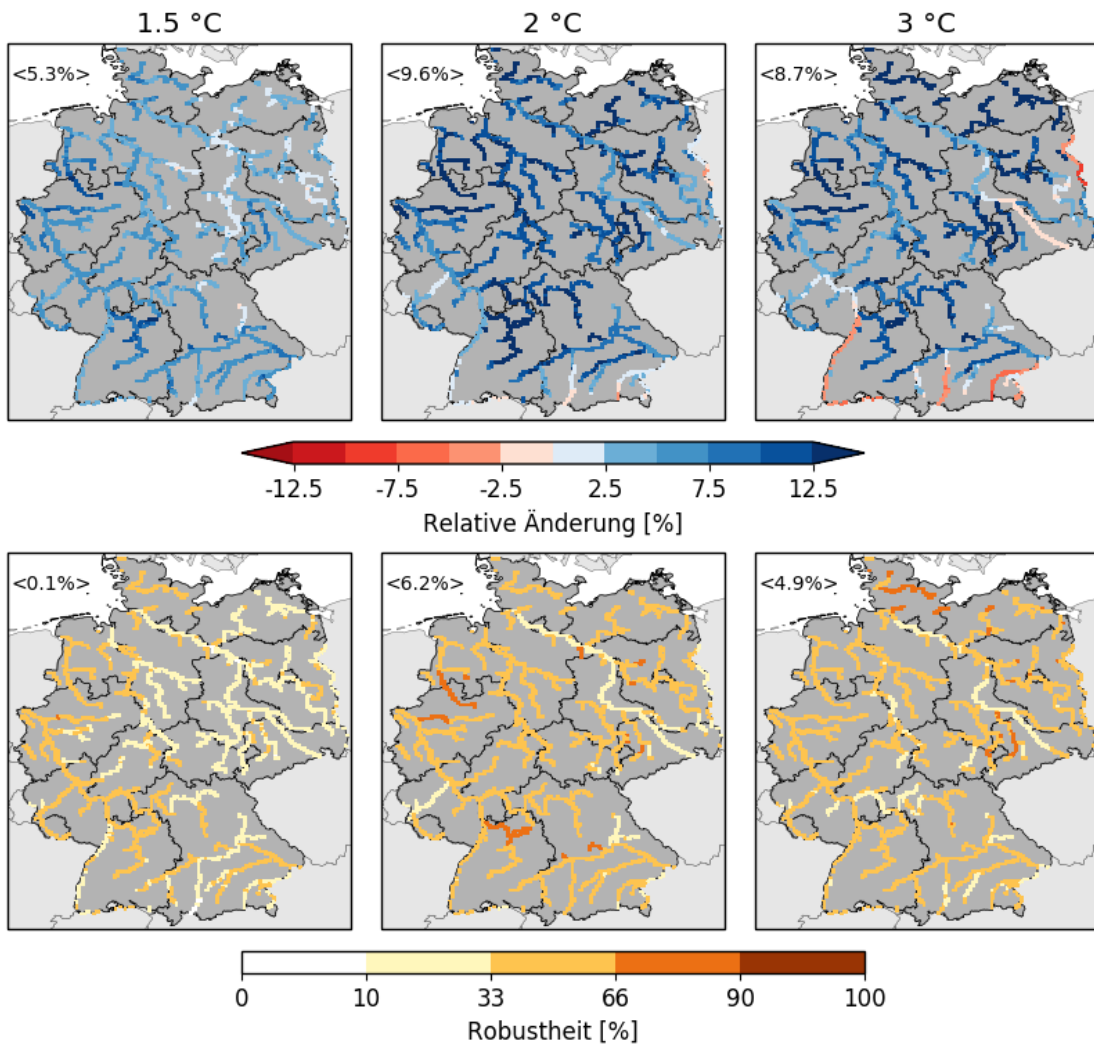 1.5 °C 2 °C 3 °C
<5.3%> <9.6%> <8.7%>
-12.5 -7.5 -2.5 2.5 7.5 12.5
Relative Änderung [%]
<0.1%> <6.2%> <4.9%>
0 10 33 66 90 100
Robustheit [%]